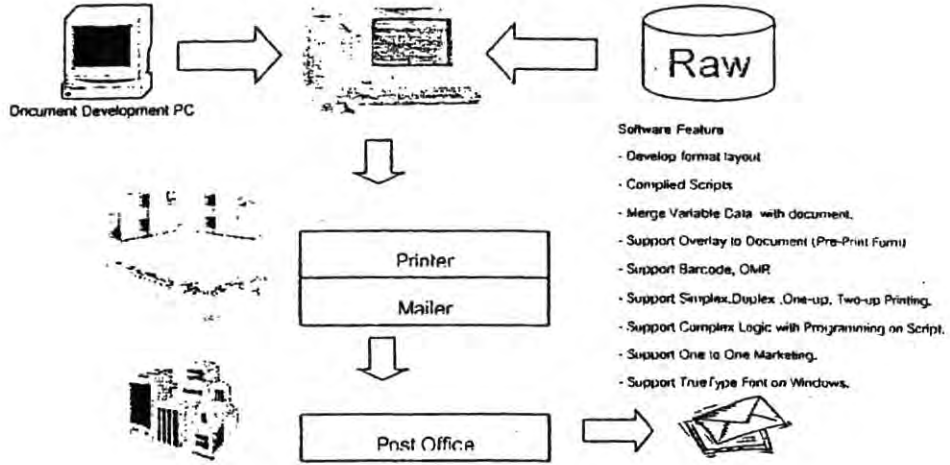 Document Development PC
Raw
Software Feature
- Develop format layout
- Complied Scripts
- Merge Variable Data with document.
- Support Overlay to Document (Pre-Print Form)
- Support Barcode, OMR
- Support Simplex,Duplex ,One-up, Two-up Printing.
- Support Complex Logic with Programming on Script.
- Support One to One Marketing.
- Support TrueType Font on Windows.
Printer
Mailer
Post Office